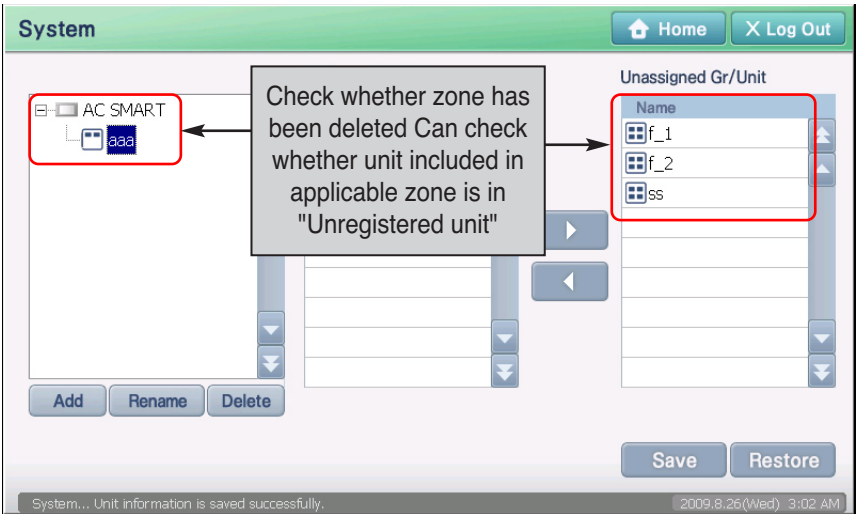 System
Home
X Log Out
Unassigned Gr/Unit
AC SMART
aaa
Check whether zone has
been deleted Can check
whether unit included in
applicable zone is in
"Unregistered unit"
Name
f_1
f_2
ss
Add
Rename
Delete
Save
Restore
System... Unit information is saved successfully.
2009.8.26(Wed) 3:02 AM